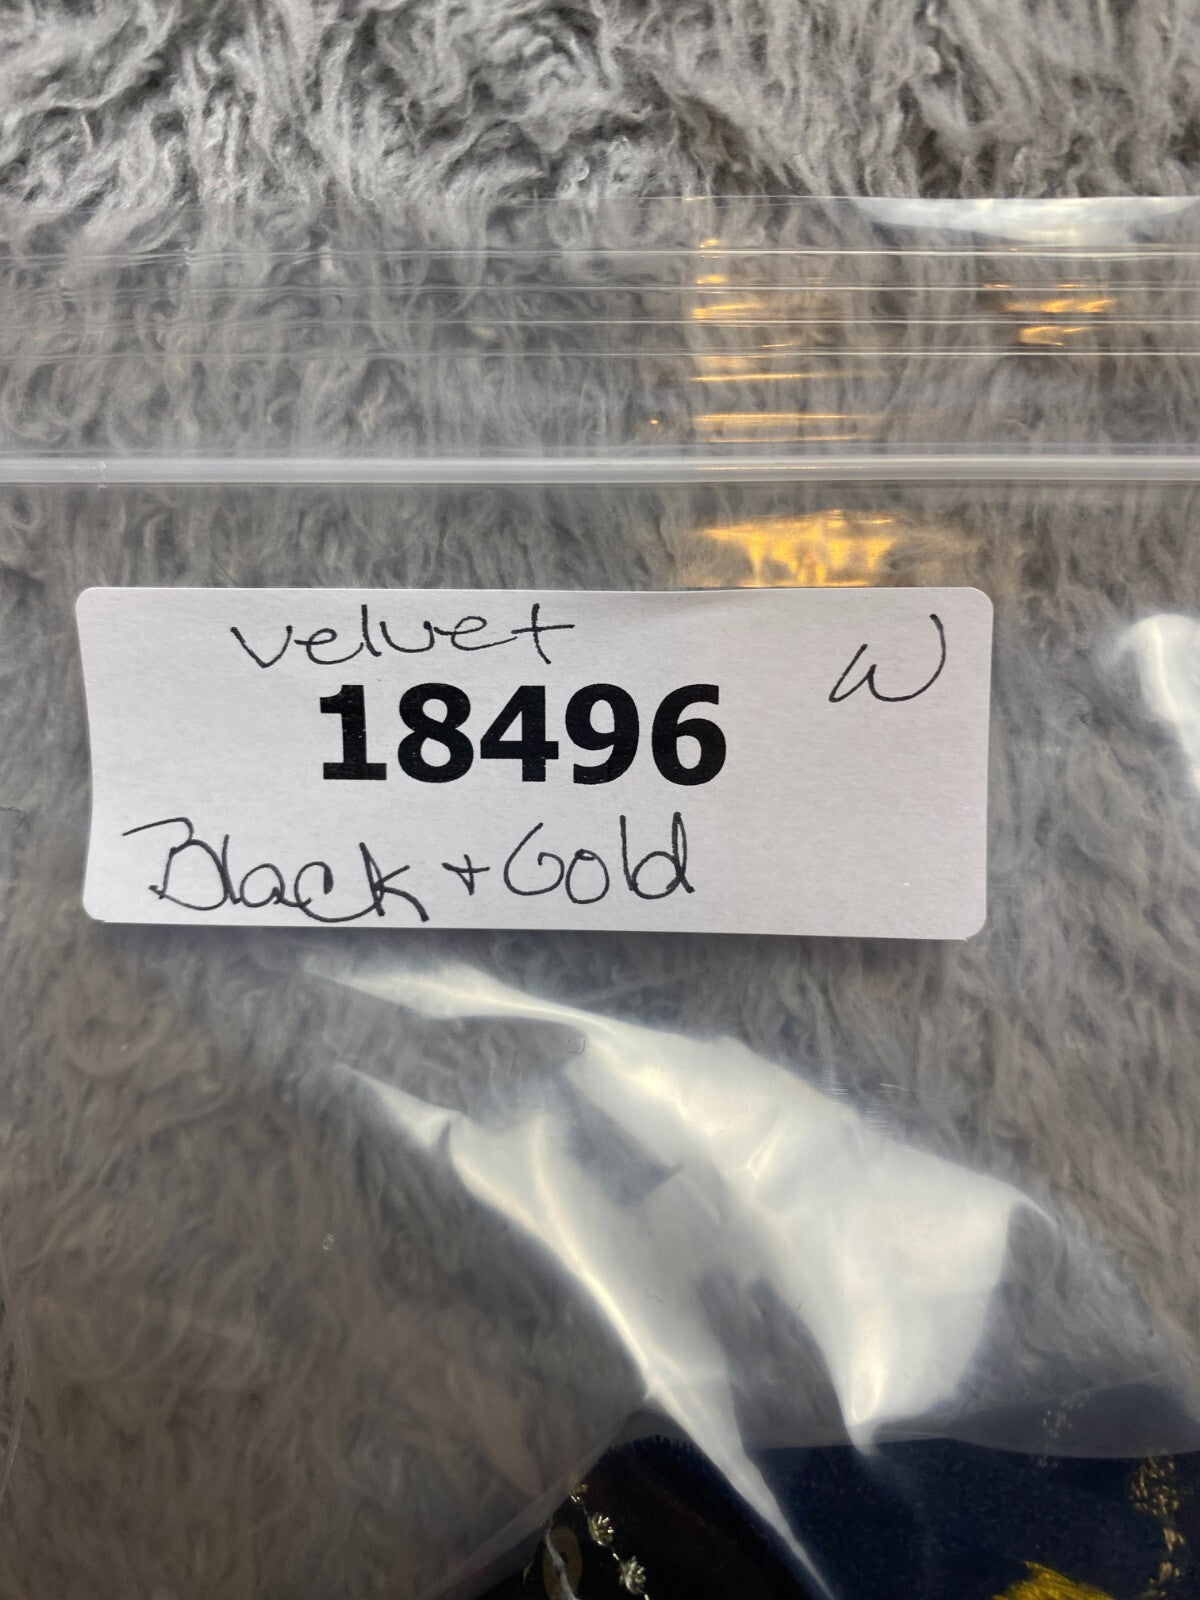 velvet W
18496
Black + Gold